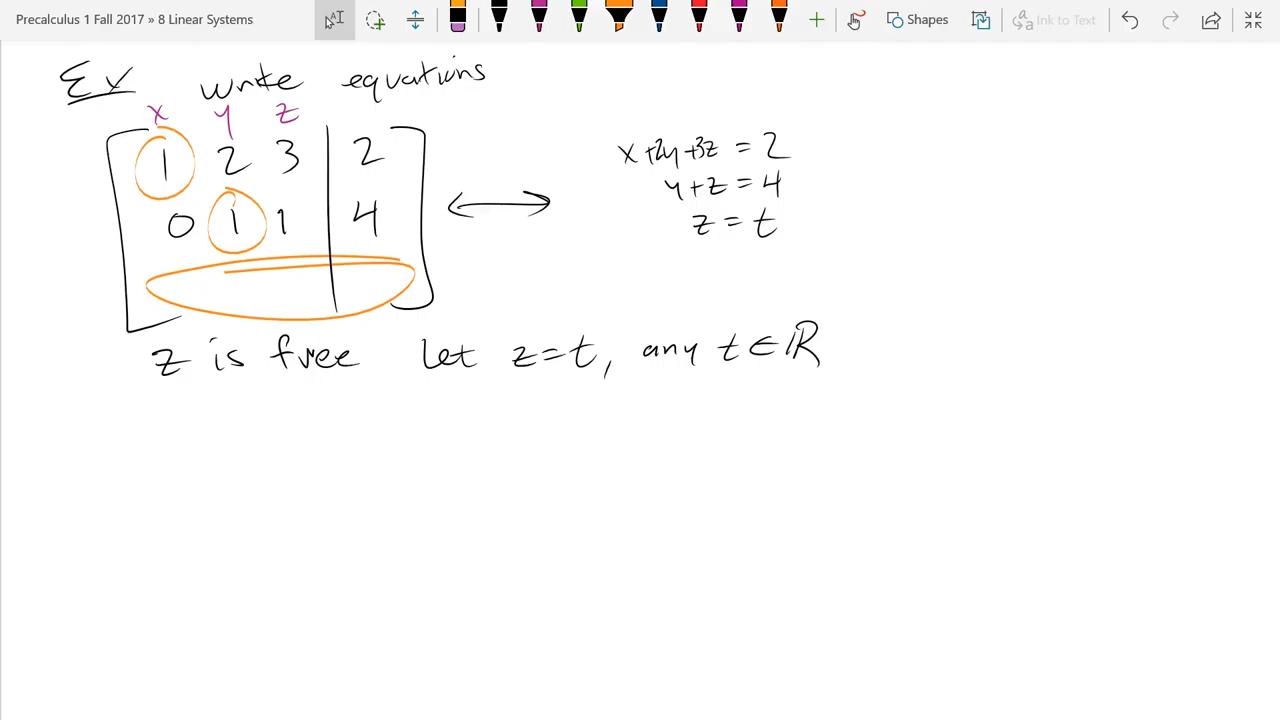 Precalculus 1 Fall 2017 » 8 Linear Systems
Shapes
Ink to Text
Ex write equations
x y z
1 2 3 2
0 1 1 4
x+2y+3z = 2
y+z = 4
z = t
z is free let z=t, any t∈ℝ